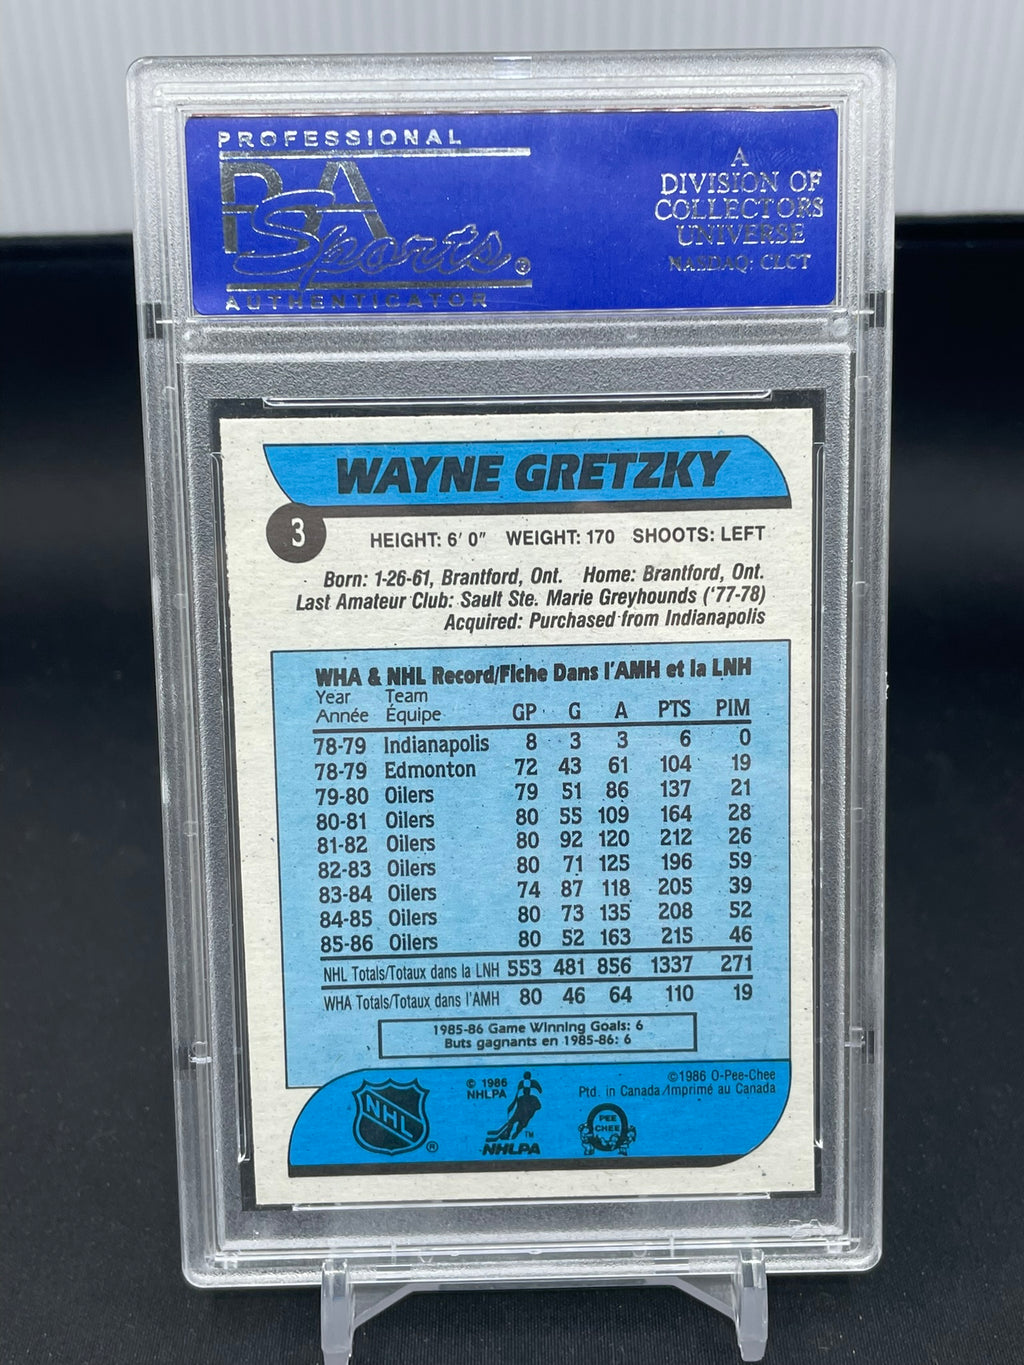 PROFESSIONAL
PSA
Sports®
AUTHENTICATOR
A
DIVISION OF
COLLECTORS
UNIVERSE
NASDAQ: CLCT
WAYNE GRETZKY
3
HEIGHT: 6' 0" WEIGHT: 170 SHOOTS: LEFT
Born: 1-26-61, Brantford, Ont. Home: Brantford, Ont.
Last Amateur Club: Sault Ste. Marie Greyhounds ('77-78)
Acquired: Purchased from Indianapolis
WHA & NHL Record/Fiche Dans l'AMH et la LNH
Year Team
Année Équipe GP G A PTS PIM
78-79 Indianapolis 8 3 3 6 0
78-79 Edmonton 72 43 61 104 19
79-80 Oilers 79 51 86 137 21
80-81 Oilers 80 55 109 164 28
81-82 Oilers 80 92 120 212 26
82-83 Oilers 80 71 125 196 59
83-84 Oilers 74 87 118 205 39
84-85 Oilers 80 73 135 208 52
85-86 Oilers 80 52 163 215 46
NHL Totals/Totaux dans la LNH 553 481 856 1337 271
WHA Totals/Totaux dans l'AMH 80 46 64 110 19
1985-86 Game Winning Goals: 6
Buts gagnants en 1985-86: 6
NHL ®
© 1986
NHLPA
TM
NHLPA
©1986 O-Pee-Chee
Ptd. in Canada/Imprimé au Canada
O
PEE
CHEE